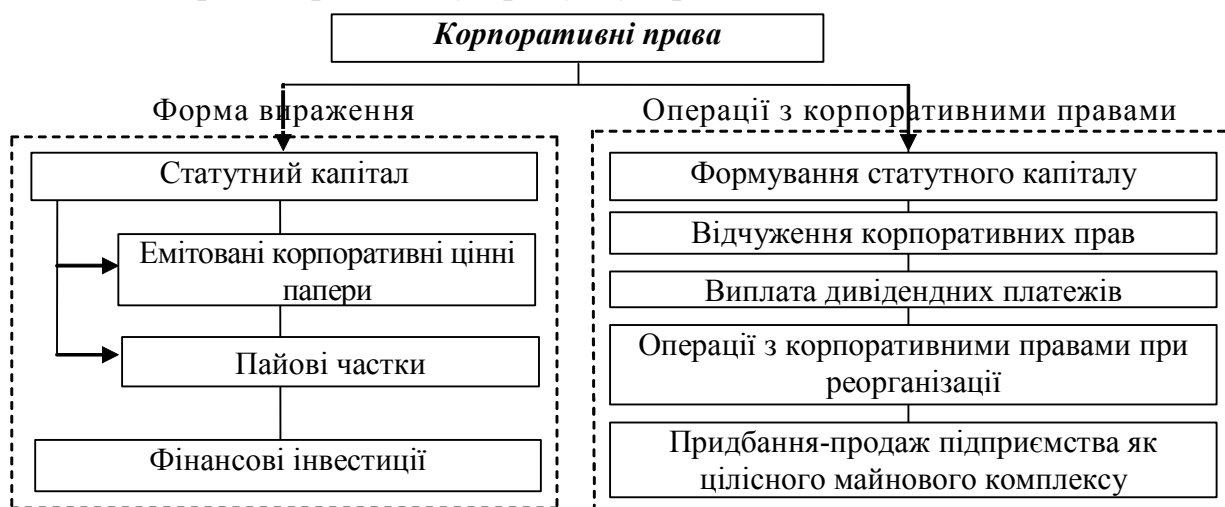 Корпоративні права
Форма вираження
Операції з корпоративними правами
Статутний капітал
Емітовані корпоративні цінні
папери
Пайові частки
Фінансові інвестиції
Формування статутного капіталу
Відчуження корпоративних прав
Виплата дивідендних платежів
Операції з корпоративними правами при
реорганізації
Придбання-продаж підприємства як
цілісного майнового комплексу